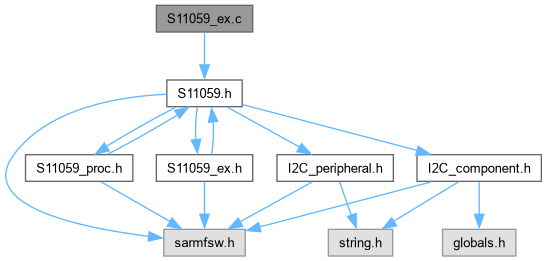 S11059_ex.c
S11059.h
S11059_proc.h
S11059_ex.h
I2C_peripheral.h
I2C_component.h
sarmfsw.h
string.h
globals.h